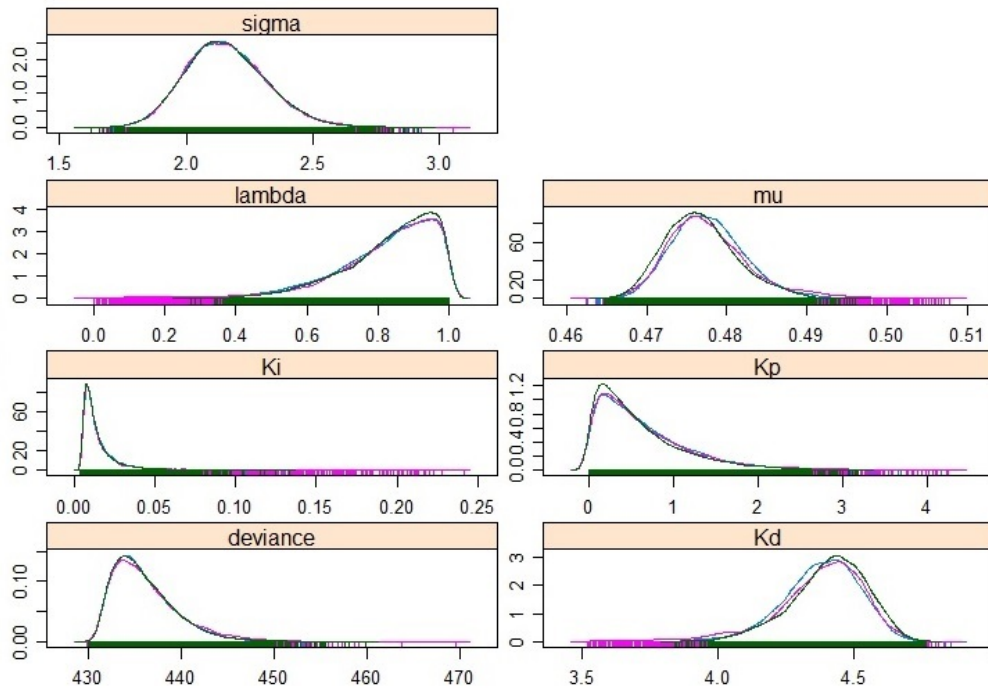 sigma
0.0 1.0 2.0
1.5 2.0 2.5 3.0
lambda
0 1 2 3 4
0.0 0.2 0.4 0.6 0.8 1.0
mu
0 20 60
0.46 0.47 0.48 0.49 0.50 0.51
Ki
0 20 60
0.00 0.05 0.10 0.15 0.20 0.25
Kp
0.0 0.4 0.8 1.2
0 1 2 3 4
deviance
0.00 0.10
430 440 450 460 470
Kd
0 1 2 3
3.5 4.0 4.5